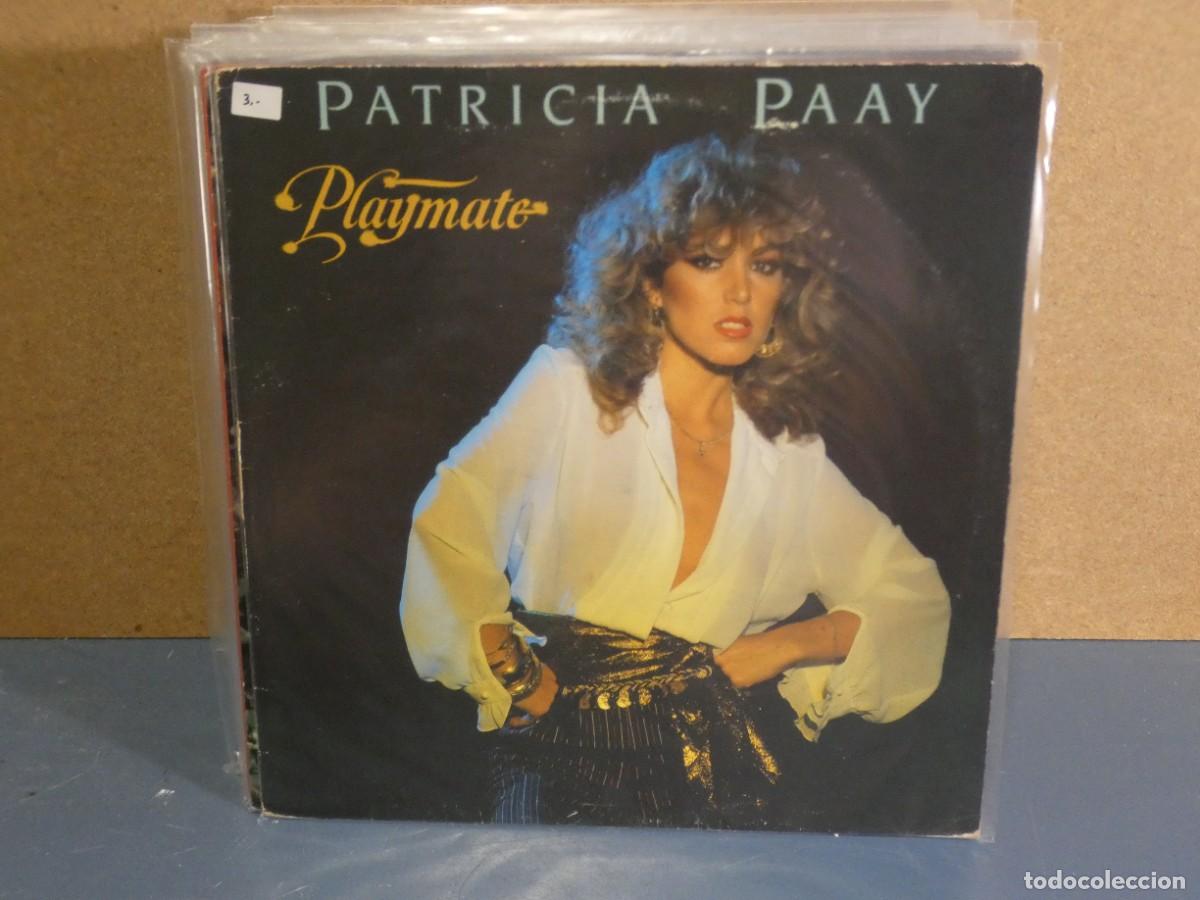 3,-
PATRICIA PAAY
Playmate
todocoleccion